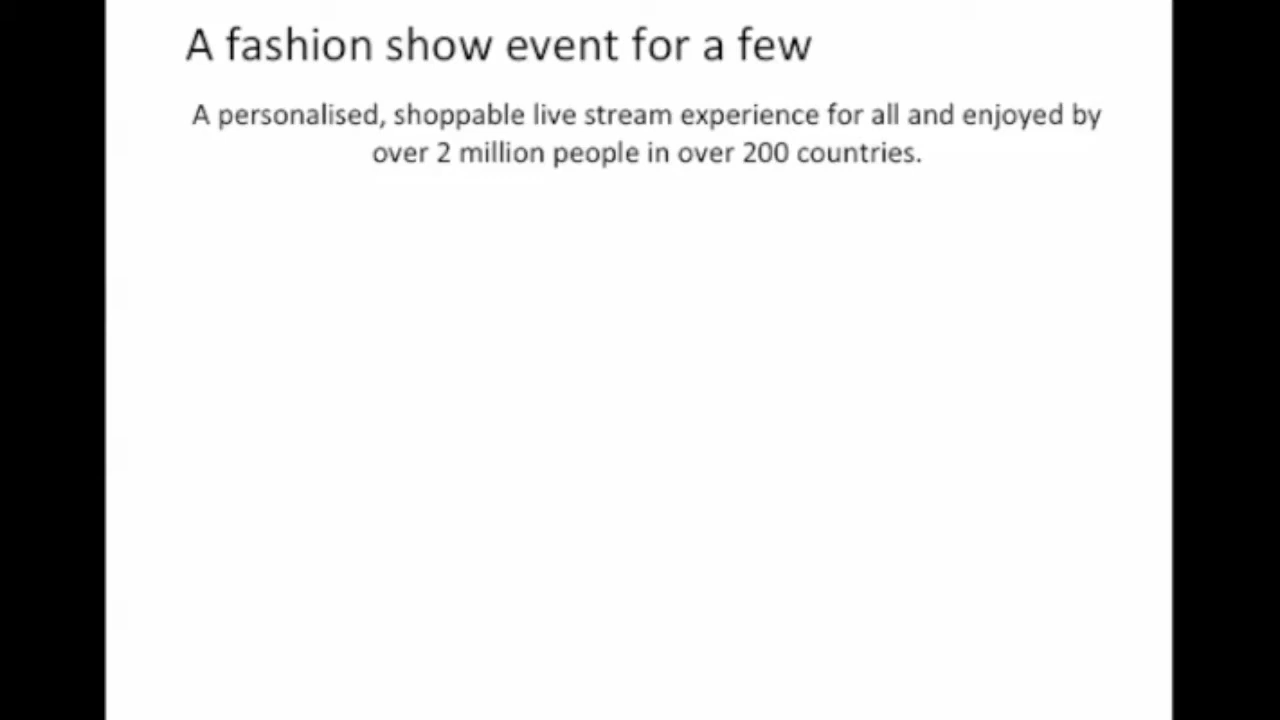 A fashion show event for a few
A personalised, shoppable live stream experience for all and enjoyed by
over 2 million people in over 200 countries.